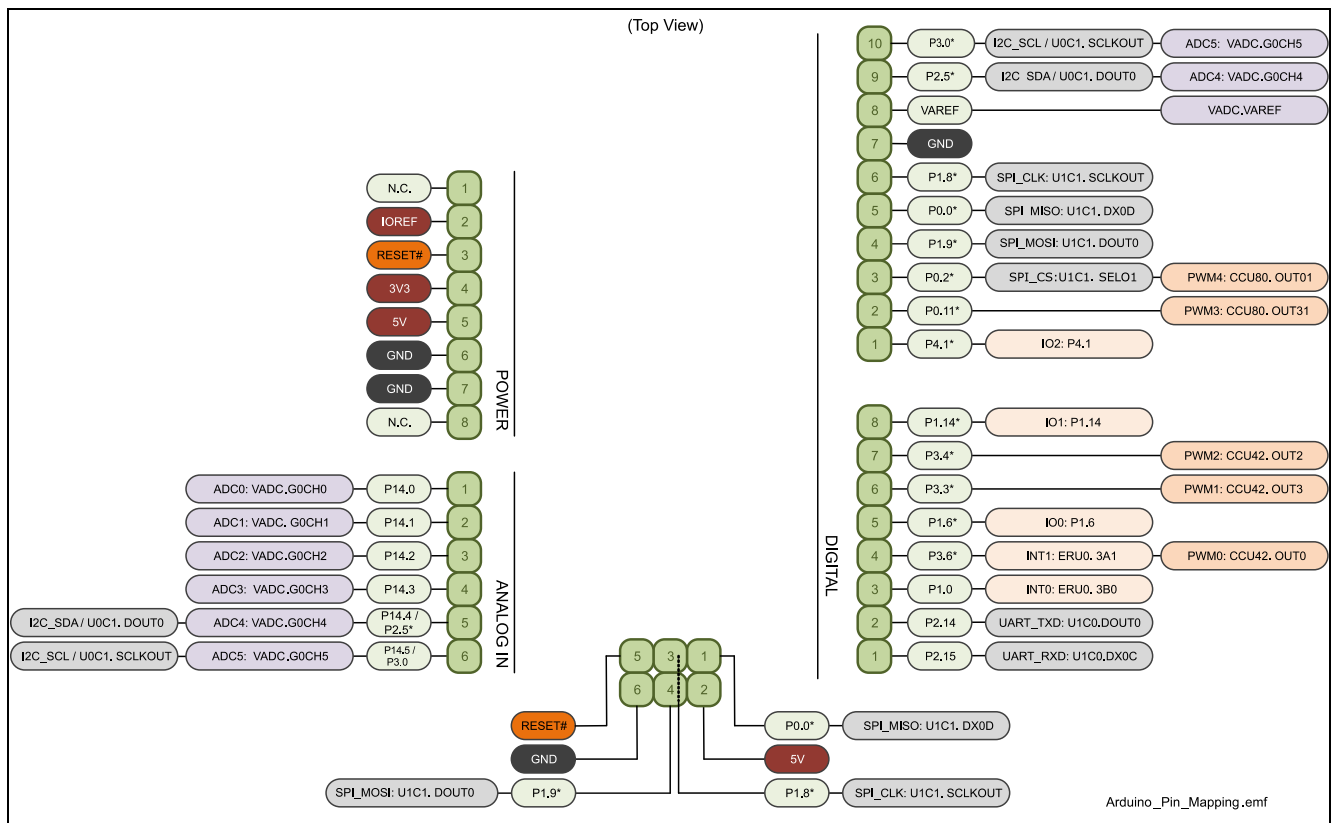 (Top View)
10 P3.0* I2C_SCL / U0C1. SCLKOUT ADC5: VADC.G0CH5
9 P2.5* I2C SDA / U0C1. DOUT0 ADC4: VADC.G0CH4
8 VAREF VADC.VAREF
7 GND
6 P1.8* SPI_CLK: U1C1. SCLKOUT
5 P0.0* SPI MISO: U1C1. DX0D
4 P1.9* SPI_MOSI: U1C1. DOUT0
3 P0.2* SPI_CS:U1C1. SELO1 PWM4: CCU80. OUT01
2 P0.11* PWM3: CCU80. OUT31
1 P4.1* IO2: P4.1
N.C. 1
IOREF 2
RESET# 3
3V3 4
5V 5
GND 6
GND 7
N.C. 8
POWER
8 P1.14* IO1: P1.14
7 P3.4* PWM2: CCU42. OUT2
6 P3.3* PWM1: CCU42. OUT3
5 P1.6* IO0: P1.6
4 P3.6* INT1: ERU0. 3A1 PWM0: CCU42. OUT0
3 P1.0 INT0: ERU0. 3B0
2 P2.14 UART_TXD: U1C0.DOUT0
1 P2.15 UART_RXD: U1C0.DX0C
DIGITAL
ADC0: VADC.G0CH0 P14.0 1
ADC1: VADC. G0CH1 P14.1 2
ADC2: VADC.G0CH2 P14.2 3
ADC3: VADC.G0CH3 P14.3 4
I2C_SDA / U0C1. DOUT0 ADC4: VADC.G0CH4 P14.4 /
P2.5* 5
I2C_SCL / U0C1. SCLKOUT ADC5: VADC.G0CH5 P14.5 /
P3.0 6
ANALOG IN
5 3 1
6 4 2
RESET# P0.0* SPI_MISO: U1C1. DX0D
GND 5V
SPI_MOSI: U1C1. DOUT0 P1.9* P1.8* SPI_CLK: U1C1. SCLKOUT
Arduino_Pin_Mapping.emf